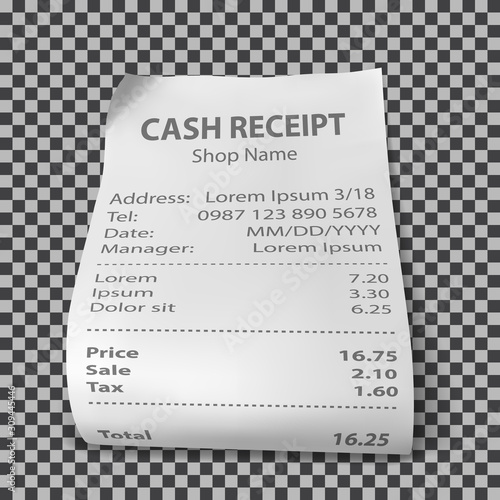 CASH RECEIPT
Shop Name
Address: Lorem Ipsum 3/18
Tel: 0987 123 890 5678
Date: MM/DD/YYYY
Manager: Lorem Ipsum
Lorem 7.20
Ipsum 3.30
Dolor sit 6.25
Price 16.75
Sale 2.10
Tax 1.60
Total 16.25